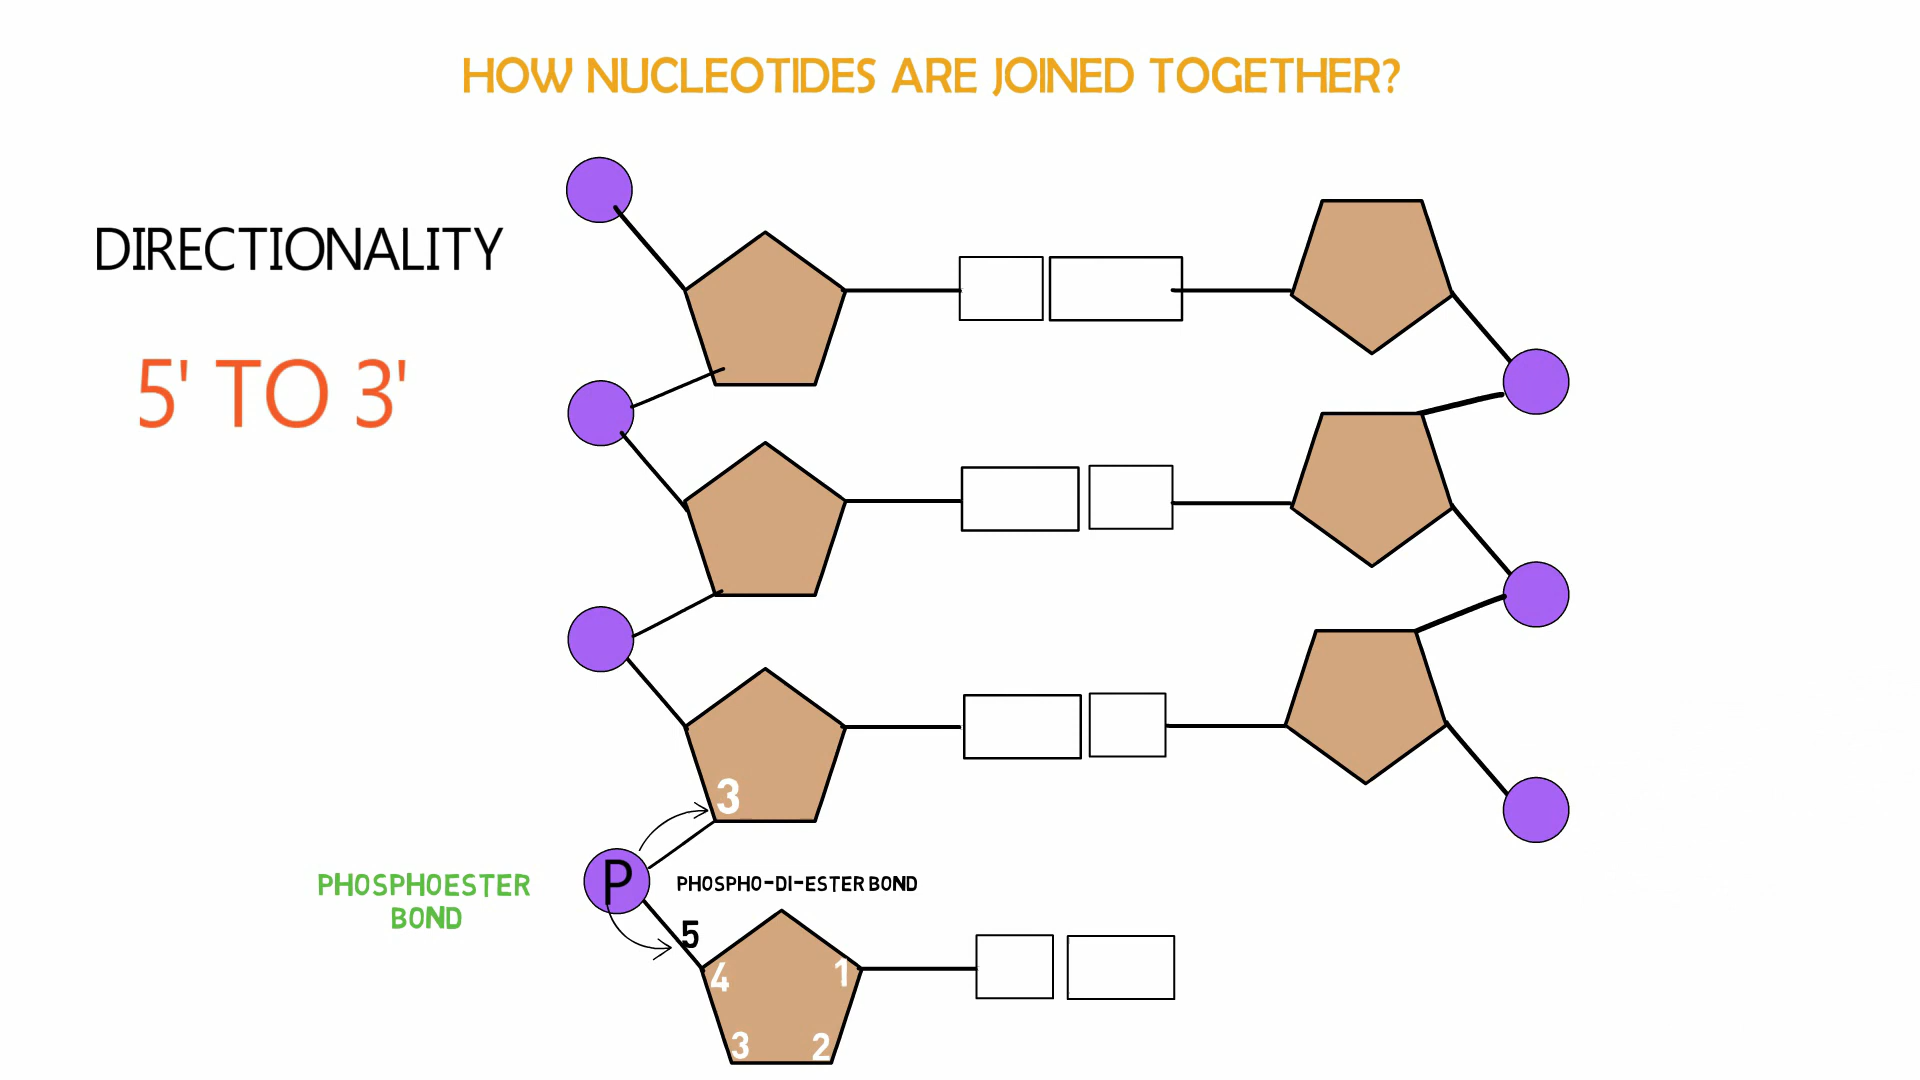 HOW NUCLEOTIDES ARE JOINED TOGETHER?
DIRECTIONALITY
5' TO 3'
3
P
PHOSPHOESTER
BOND
PHOSPHO-DI-ESTER BOND
5
4
1
3
2